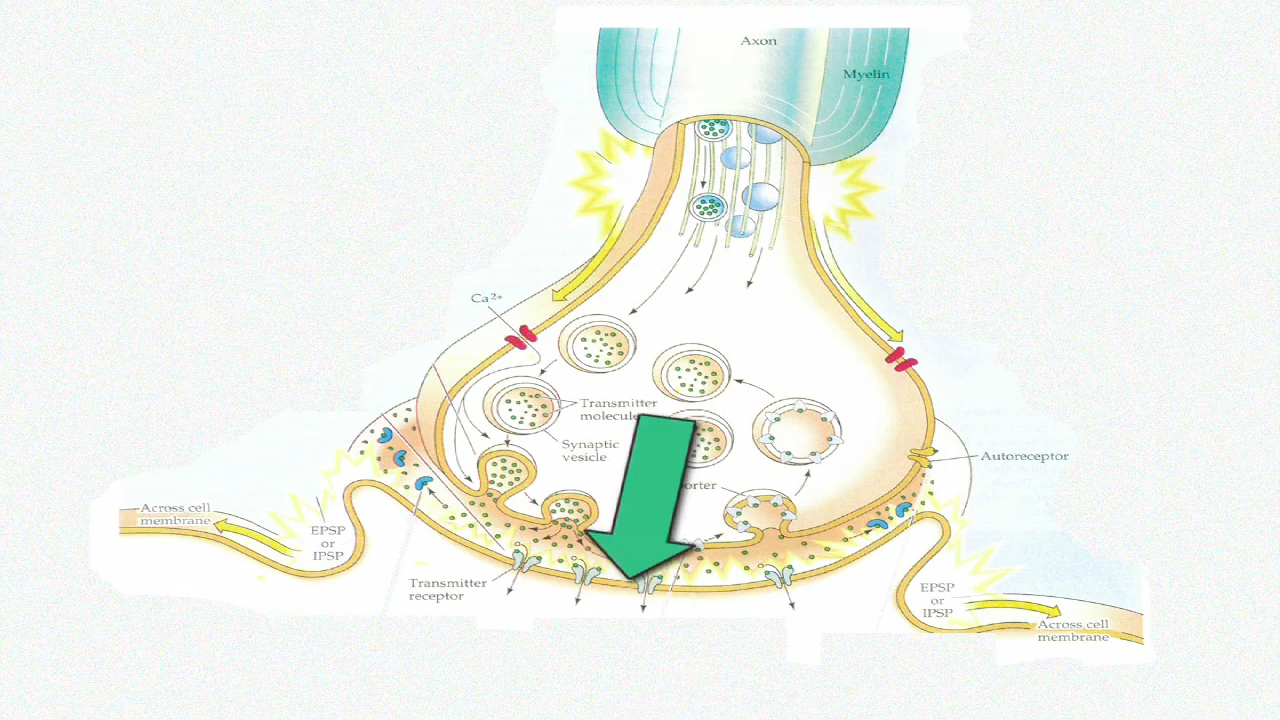 Axon
Myelin
Ca2+
Transmitter
Synaptic
vesicle
Autoreceptor
Across cell
membrane
EPSP
or
IPSP
Transmitter
receptor
EPSP
or
IPSP
Across cell
membrane